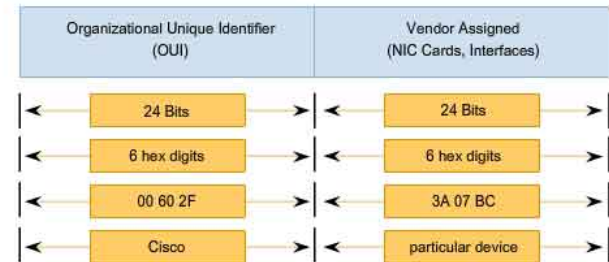 Organizational Unique Identifier
(OUI)
Vendor Assigned
(NIC Cards, Interfaces)
24 Bits
24 Bits
6 hex digits
6 hex digits
00 60 2F
3A 07 BC
Cisco
particular device